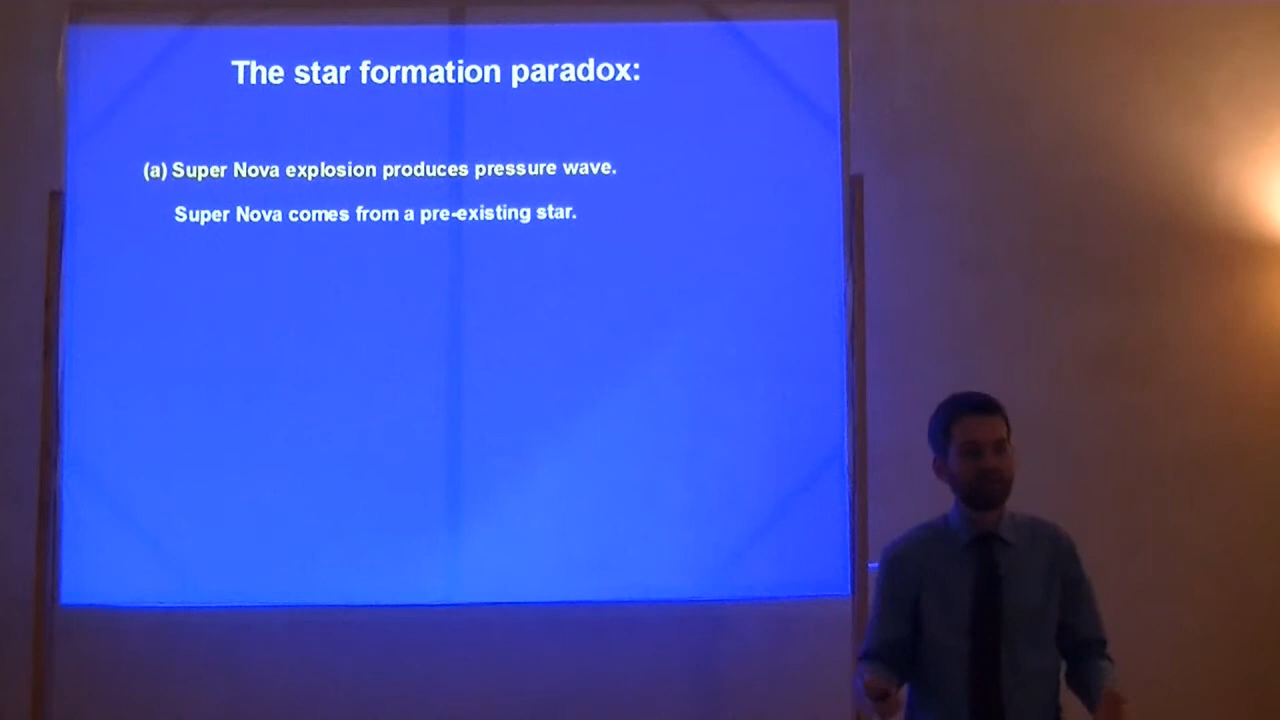 The star formation paradox:
(a) Super Nova explosion produces pressure wave.
Super Nova comes from a pre-existing star.